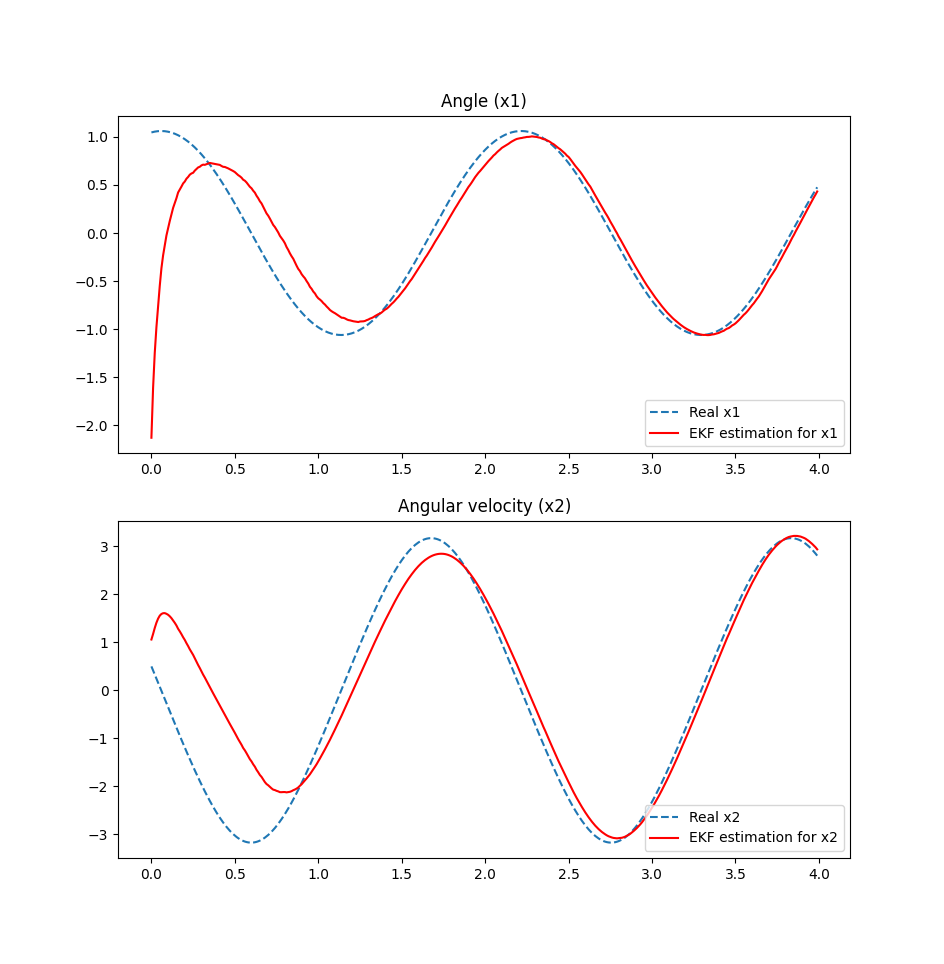 Angle (x1)
1.0
0.5
0.0
−0.5
−1.0
−1.5
−2.0
Real x1
EKF estimation for x1
0.0 0.5 1.0 1.5 2.0 2.5 3.0 3.5 4.0
Angular velocity (x2)
3
2
1
0
−1
−2
−3
Real x2
EKF estimation for x2
0.0 0.5 1.0 1.5 2.0 2.5 3.0 3.5 4.0